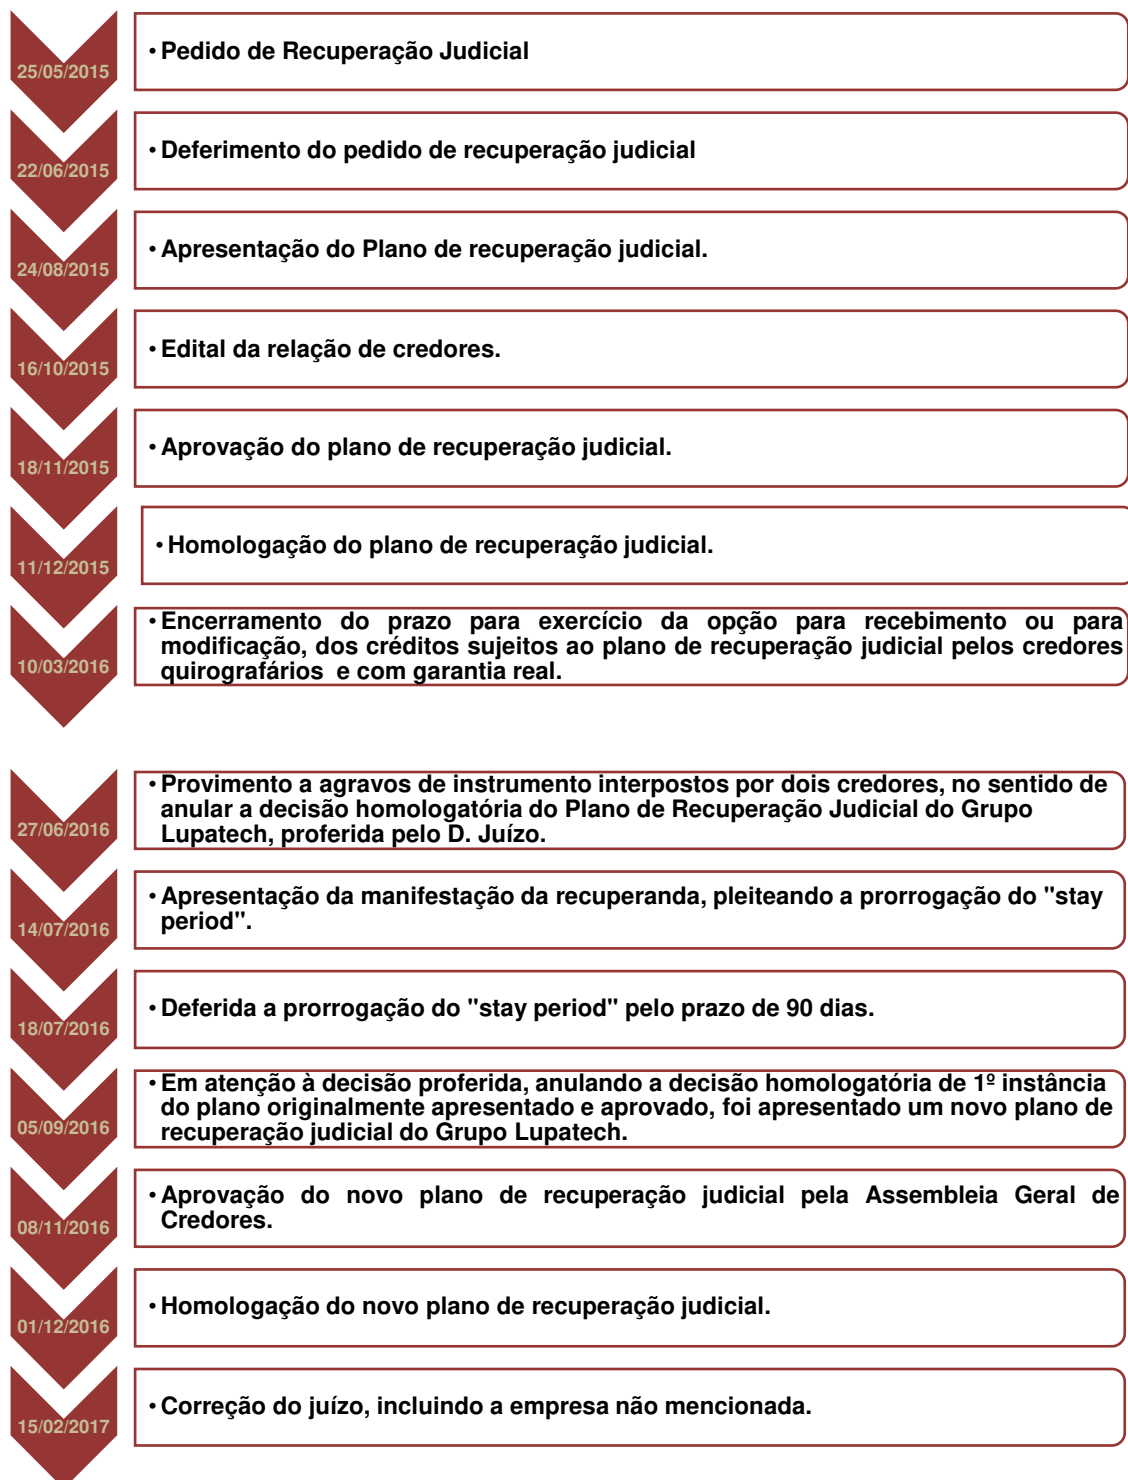 25/05/2015
• Pedido de Recuperação Judicial
22/06/2015
• Deferimento do pedido de recuperação judicial
24/08/2015
• Apresentação do Plano de recuperação judicial.
16/10/2015
• Edital da relação de credores.
18/11/2015
• Aprovação do plano de recuperação judicial.
11/12/2015
• Homologação do plano de recuperação judicial.
10/03/2016
• Encerramento do prazo para exercício da opção para recebimento ou para
modificação, dos créditos sujeitos ao plano de recuperação judicial pelos credores
quirografários e com garantia real.
27/06/2016
• Provimento a agravos de instrumento interpostos por dois credores, no sentido de
anular a decisão homologatória do Plano de Recuperação Judicial do Grupo
Lupatech, proferida pelo D. Juízo.
14/07/2016
• Apresentação da manifestação da recuperanda, pleiteando a prorrogação do "stay
period".
18/07/2016
• Deferida a prorrogação do "stay period" pelo prazo de 90 dias.
05/09/2016
• Em atenção à decisão proferida, anulando a decisão homologatória de 1º instância
do plano originalmente apresentado e aprovado, foi apresentado um novo plano de
recuperação judicial do Grupo Lupatech.
08/11/2016
• Aprovação do novo plano de recuperação judicial pela Assembleia Geral de
Credores.
01/12/2016
• Homologação do novo plano de recuperação judicial.
15/02/2017
• Correção do juízo, incluindo a empresa não mencionada.